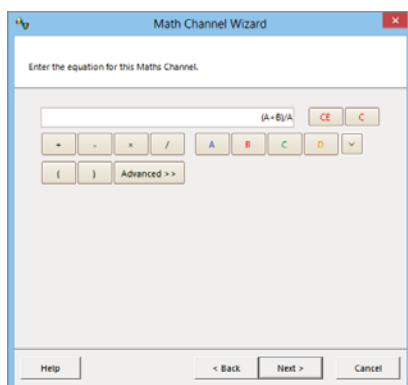 Math Channel Wizard
Enter the equation for this Maths Channel.
(A+B)/A CE C
+ - × / A B C D
( ) Advanced >>
Help < Back Next > Cancel